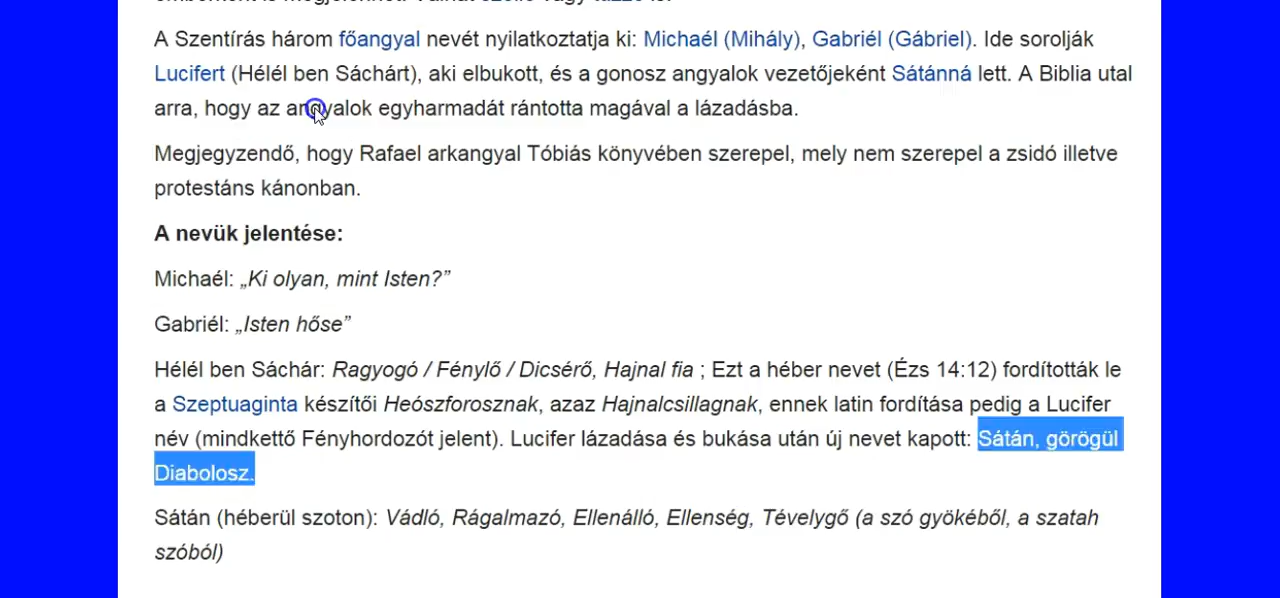 A Szentírás három főangyal nevét nyilatkoztatja ki: Michaél (Mihály), Gabriél (Gábriel). Ide sorolják
Lucifert (Hélél ben Sáchárt), aki elbukott, és a gonosz angyalok vezetőjeként Sátánná lett. A Biblia utal
arra, hogy az angyalok egyharmadát rántotta magával a lázadásba.
Megjegyzendő, hogy Rafael arkangyal Tóbiás könyvében szerepel, mely nem szerepel a zsidó illetve
protestáns kánonban.
A nevük jelentése:
Michaél: „Ki olyan, mint Isten?”
Gabriél: „Isten hőse”
Hélél ben Sáchár: Ragyogó / Fénylő / Dicsérő, Hajnal fia ; Ezt a héber nevet (Ézs 14:12) fordították le
a Szeptuaginta készítői Heószforosznak, azaz Hajnalcsillagnak, ennek latin fordítása pedig a Lucifer
név (mindkettő Fényhordozót jelent). Lucifer lázadása és bukása után új nevet kapott: Sátán, görögül
Diabolosz.
Sátán (héberül szoton): Vádló, Rágalmazó, Ellenálló, Ellenség, Tévelygő (a szó gyökéből, a szatah
szóból)